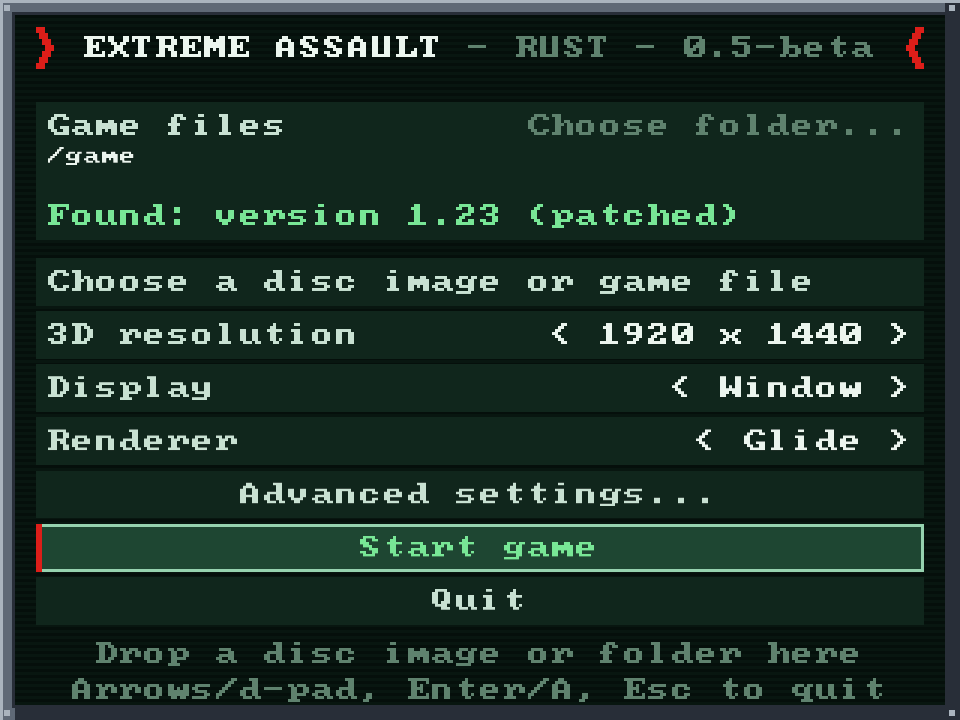 EXTREME ASSAULT - RUST - 0.5-beta
Game files Choose folder...
/game
Found: version 1.23 (patched)
Choose a disc image or game file
3D resolution < 1920 x 1440 >
Display < Window >
Renderer < Glide >
Advanced settings...
Start game
Quit
Drop a disc image or folder here
Arrows/d-pad, Enter/A, Esc to quit